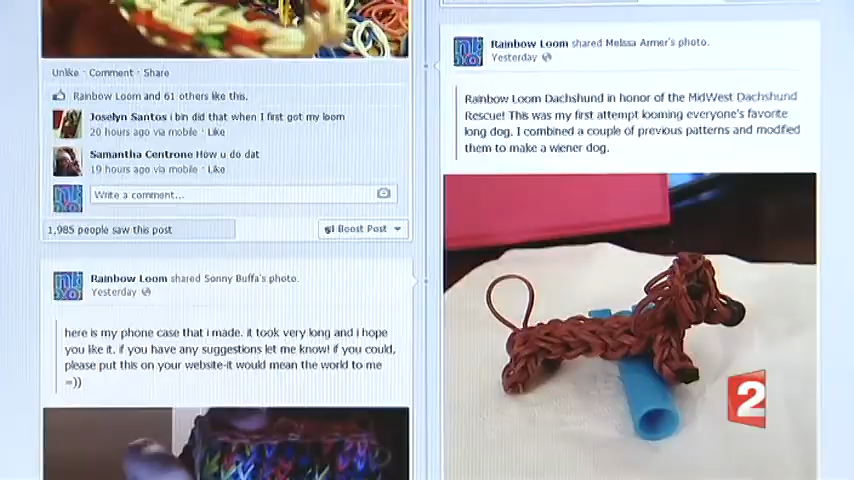 Unlike · Comment · Share
Rainbow Loom and 61 others like this.
Joselyn Santos i bin did that when I first got my loom
20 hours ago via mobile · Like
Samantha Centrone How u do dat
19 hours ago via mobile · Like
Write a comment...
1,985 people saw this post
Boost Post
Rainbow Loom shared Sonny Buffa's photo.
Yesterday
here is my phone case that i made. it took very long and i hope
you like it. if you have any suggestions let me know! if you could,
please put this on your website-it would mean the world to me
=))
Rainbow Loom shared Melissa Armer's photo.
Yesterday
Rainbow Loom Dachshund in honor of the MidWest Dachshund
Rescue! This was my first attempt looming everyone's favorite
long dog. I combined a couple of previous patterns and modified
them to make a wiener dog.
2